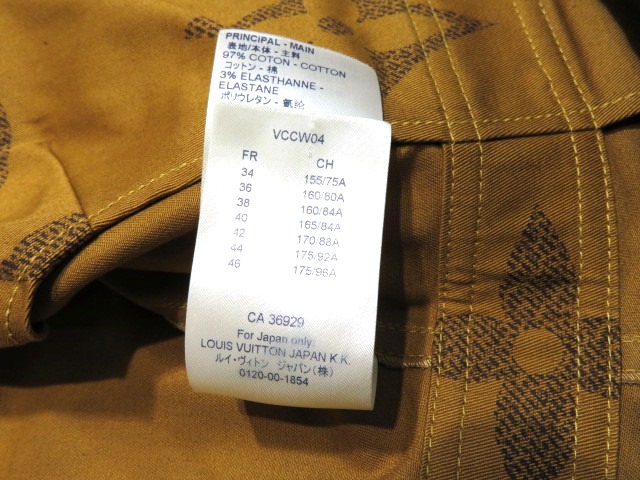 PRINCIPAL - MAIN
表地/本体 - 主料
97% COTON - COTTON
コットン - 棉
3% ELASTHANNE -
ELASTANE
ポリウレタン - 氨纶
VCCW04
FR CH
34 155/75A
36 160/80A
38 160/84A
40 165/84A
42 170/88A
44 175/92A
46 175/96A
CA 36929
For Japan only:
LOUIS VUITTON JAPAN K.K.
ルイ・ヴィトン ジャパン(株)
0120-00-1854